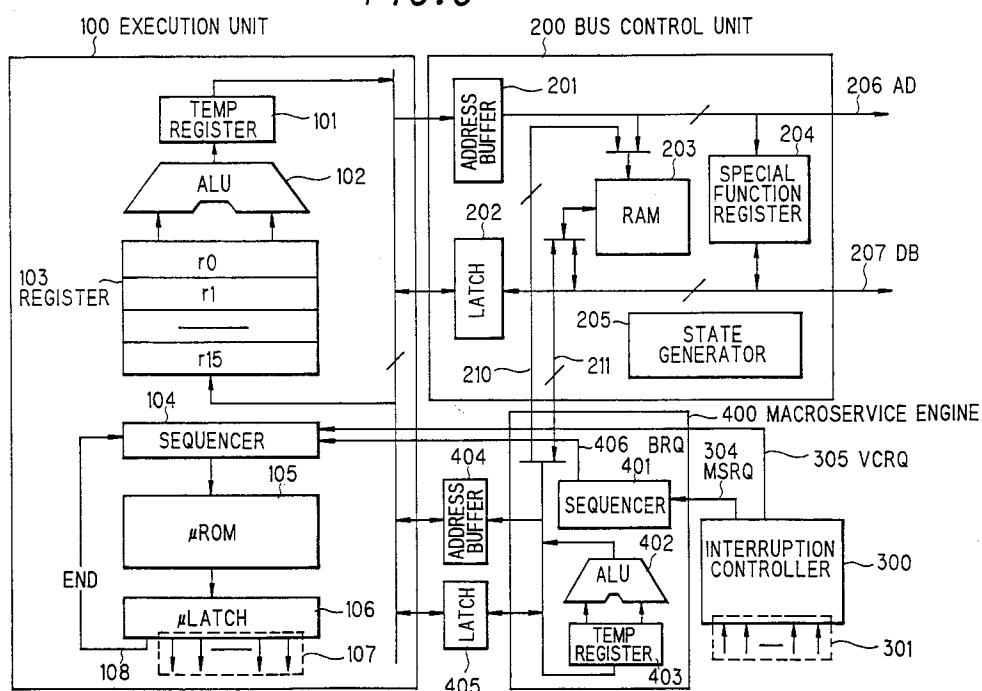 100 EXECUTION UNIT
200 BUS CONTROL UNIT
TEMP
REGISTER
101
ALU
102
103
REGISTER
r0
r1
r15
104
SEQUENCER
105
μROM
END
μLATCH
106
108
107
ADDRESS
BUFFER
201
206 AD
203
RAM
204
SPECIAL
FUNCTION
REGISTER
202
LATCH
207 DB
205
STATE
GENERATOR
210
211
400 MACROSERVICE ENGINE
406 BRQ
304
MSRQ
305 VCRQ
404
ADDRESS
BUFFER
401
SEQUENCER
402
ALU
INTERRUPTION
CONTROLLER
300
LATCH
405
TEMP
REGISTER
403
301